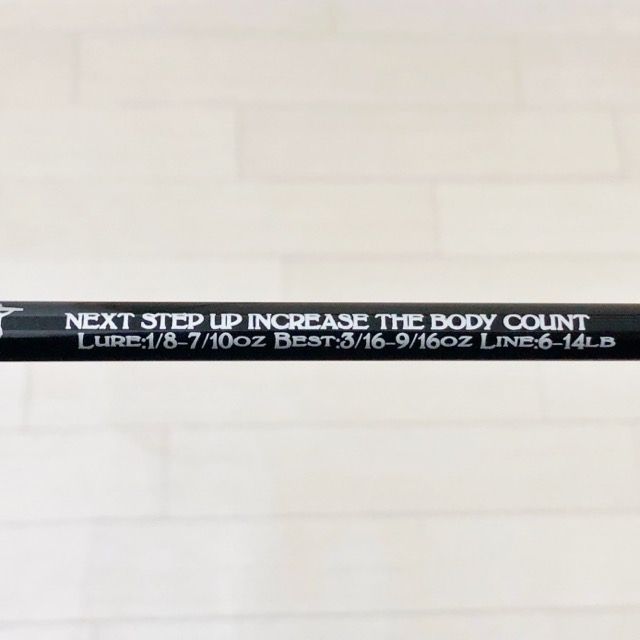 NEXT STEP UP INCREASE THE BODY COUNT
LURE:1/8-7/10OZ BEST:3/16-9/16OZ LINE:6-14LB